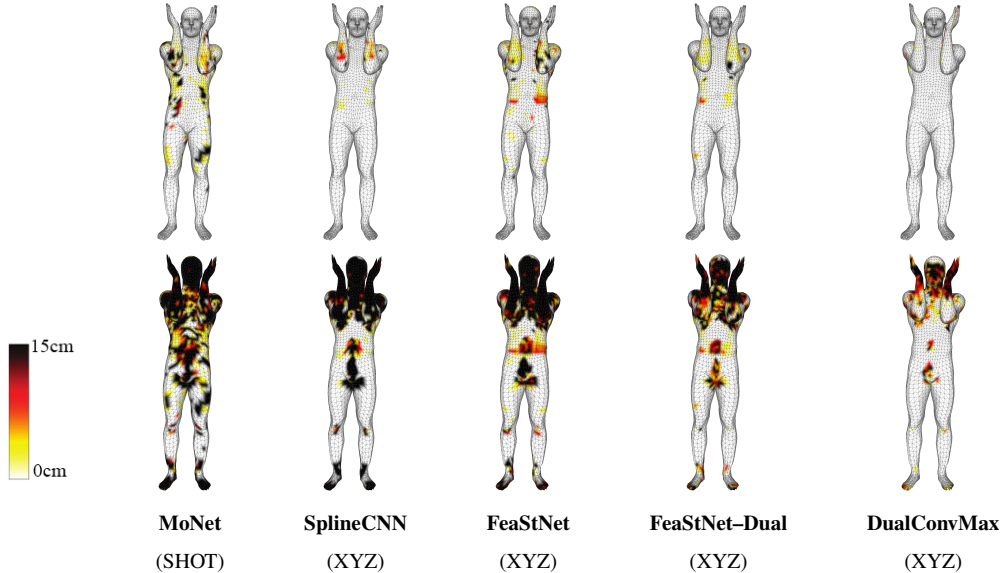 15cm
0cm
MoNet SplineCNN FeaStNet FeaStNet–Dual DualConvMax
(SHOT) (XYZ) (XYZ) (XYZ) (XYZ)